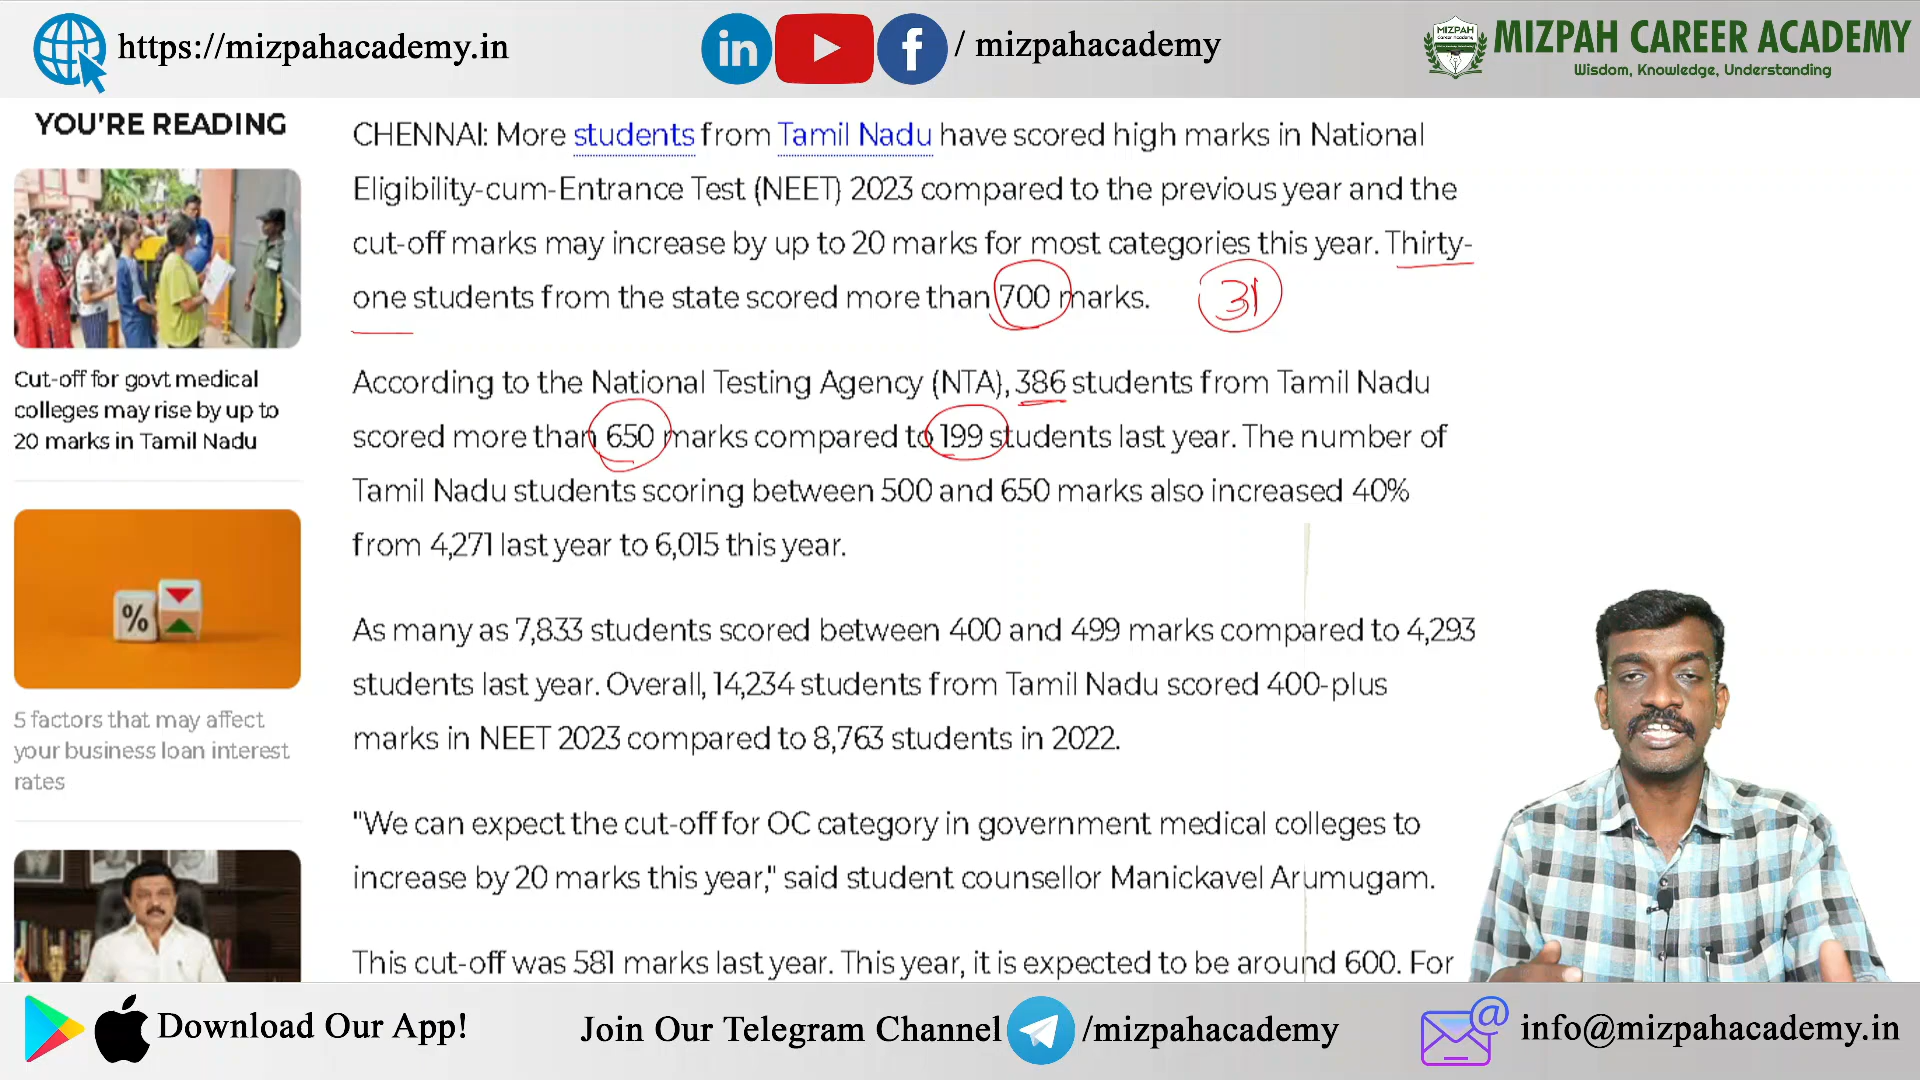 https://mizpahacademy.in
in
f
/ mizpahacademy
MIZPAH
MIZPAH CAREER ACADEMY
Wisdom, Knowledge, Understanding
YOU'RE READING
Cut-off for govt medical
colleges may rise by up to
20 marks in Tamil Nadu
%
5 factors that may affect
your business loan interest
rates
CHENNAI: More students from Tamil Nadu have scored high marks in National
Eligibility-cum-Entrance Test (NEET) 2023 compared to the previous year and the
cut-off marks may increase by up to 20 marks for most categories this year. Thirty-
one students from the state scored more than 700 marks.
31
According to the National Testing Agency (NTA), 386 students from Tamil Nadu
scored more than 650 marks compared to 199 students last year. The number of
Tamil Nadu students scoring between 500 and 650 marks also increased 40%
from 4,271 last year to 6,015 this year.
As many as 7,833 students scored between 400 and 499 marks compared to 4,293
students last year. Overall, 14,234 students from Tamil Nadu scored 400-plus
marks in NEET 2023 compared to 8,763 students in 2022.
"We can expect the cut-off for OC category in government medical colleges to
increase by 20 marks this year," said student counsellor Manickavel Arumugam.
This cut-off was 581 marks last year. This year, it is expected to be around 600. For
Download Our App!
Join Our Telegram Channel
/mizpahacademy
@
info@mizpahacademy.in